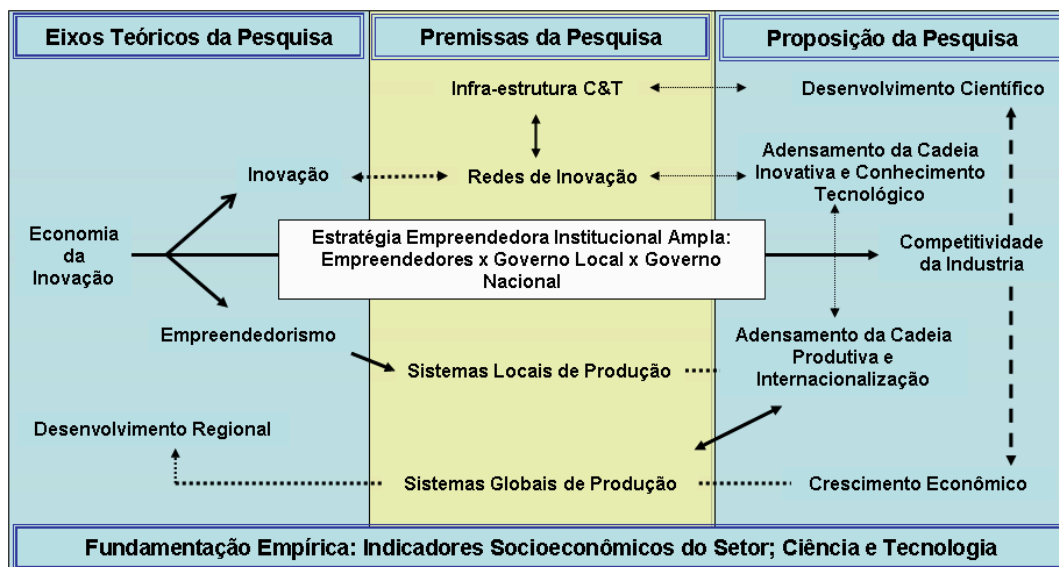 Eixos Teóricos da Pesquisa
Premissas da Pesquisa
Proposição da Pesquisa
Infra-estrutura C&T
Desenvolvimento Científico
Inovação
Redes de Inovação
Adensamento da Cadeia
Inovativa e Conhecimento
Tecnológico
Economia
da
Inovação
Estratégia Empreendedora Institucional Ampla:
Empreendedores x Governo Local x Governo
Nacional
Competitividade
da Industria
Empreendedorismo
Sistemas Locais de Produção
Adensamento da Cadeia
Produtiva e
Internacionalização
Desenvolvimento Regional
Sistemas Globais de Produção
Crescimento Econômico
Fundamentação Empírica: Indicadores Socioeconômicos do Setor; Ciência e Tecnologia